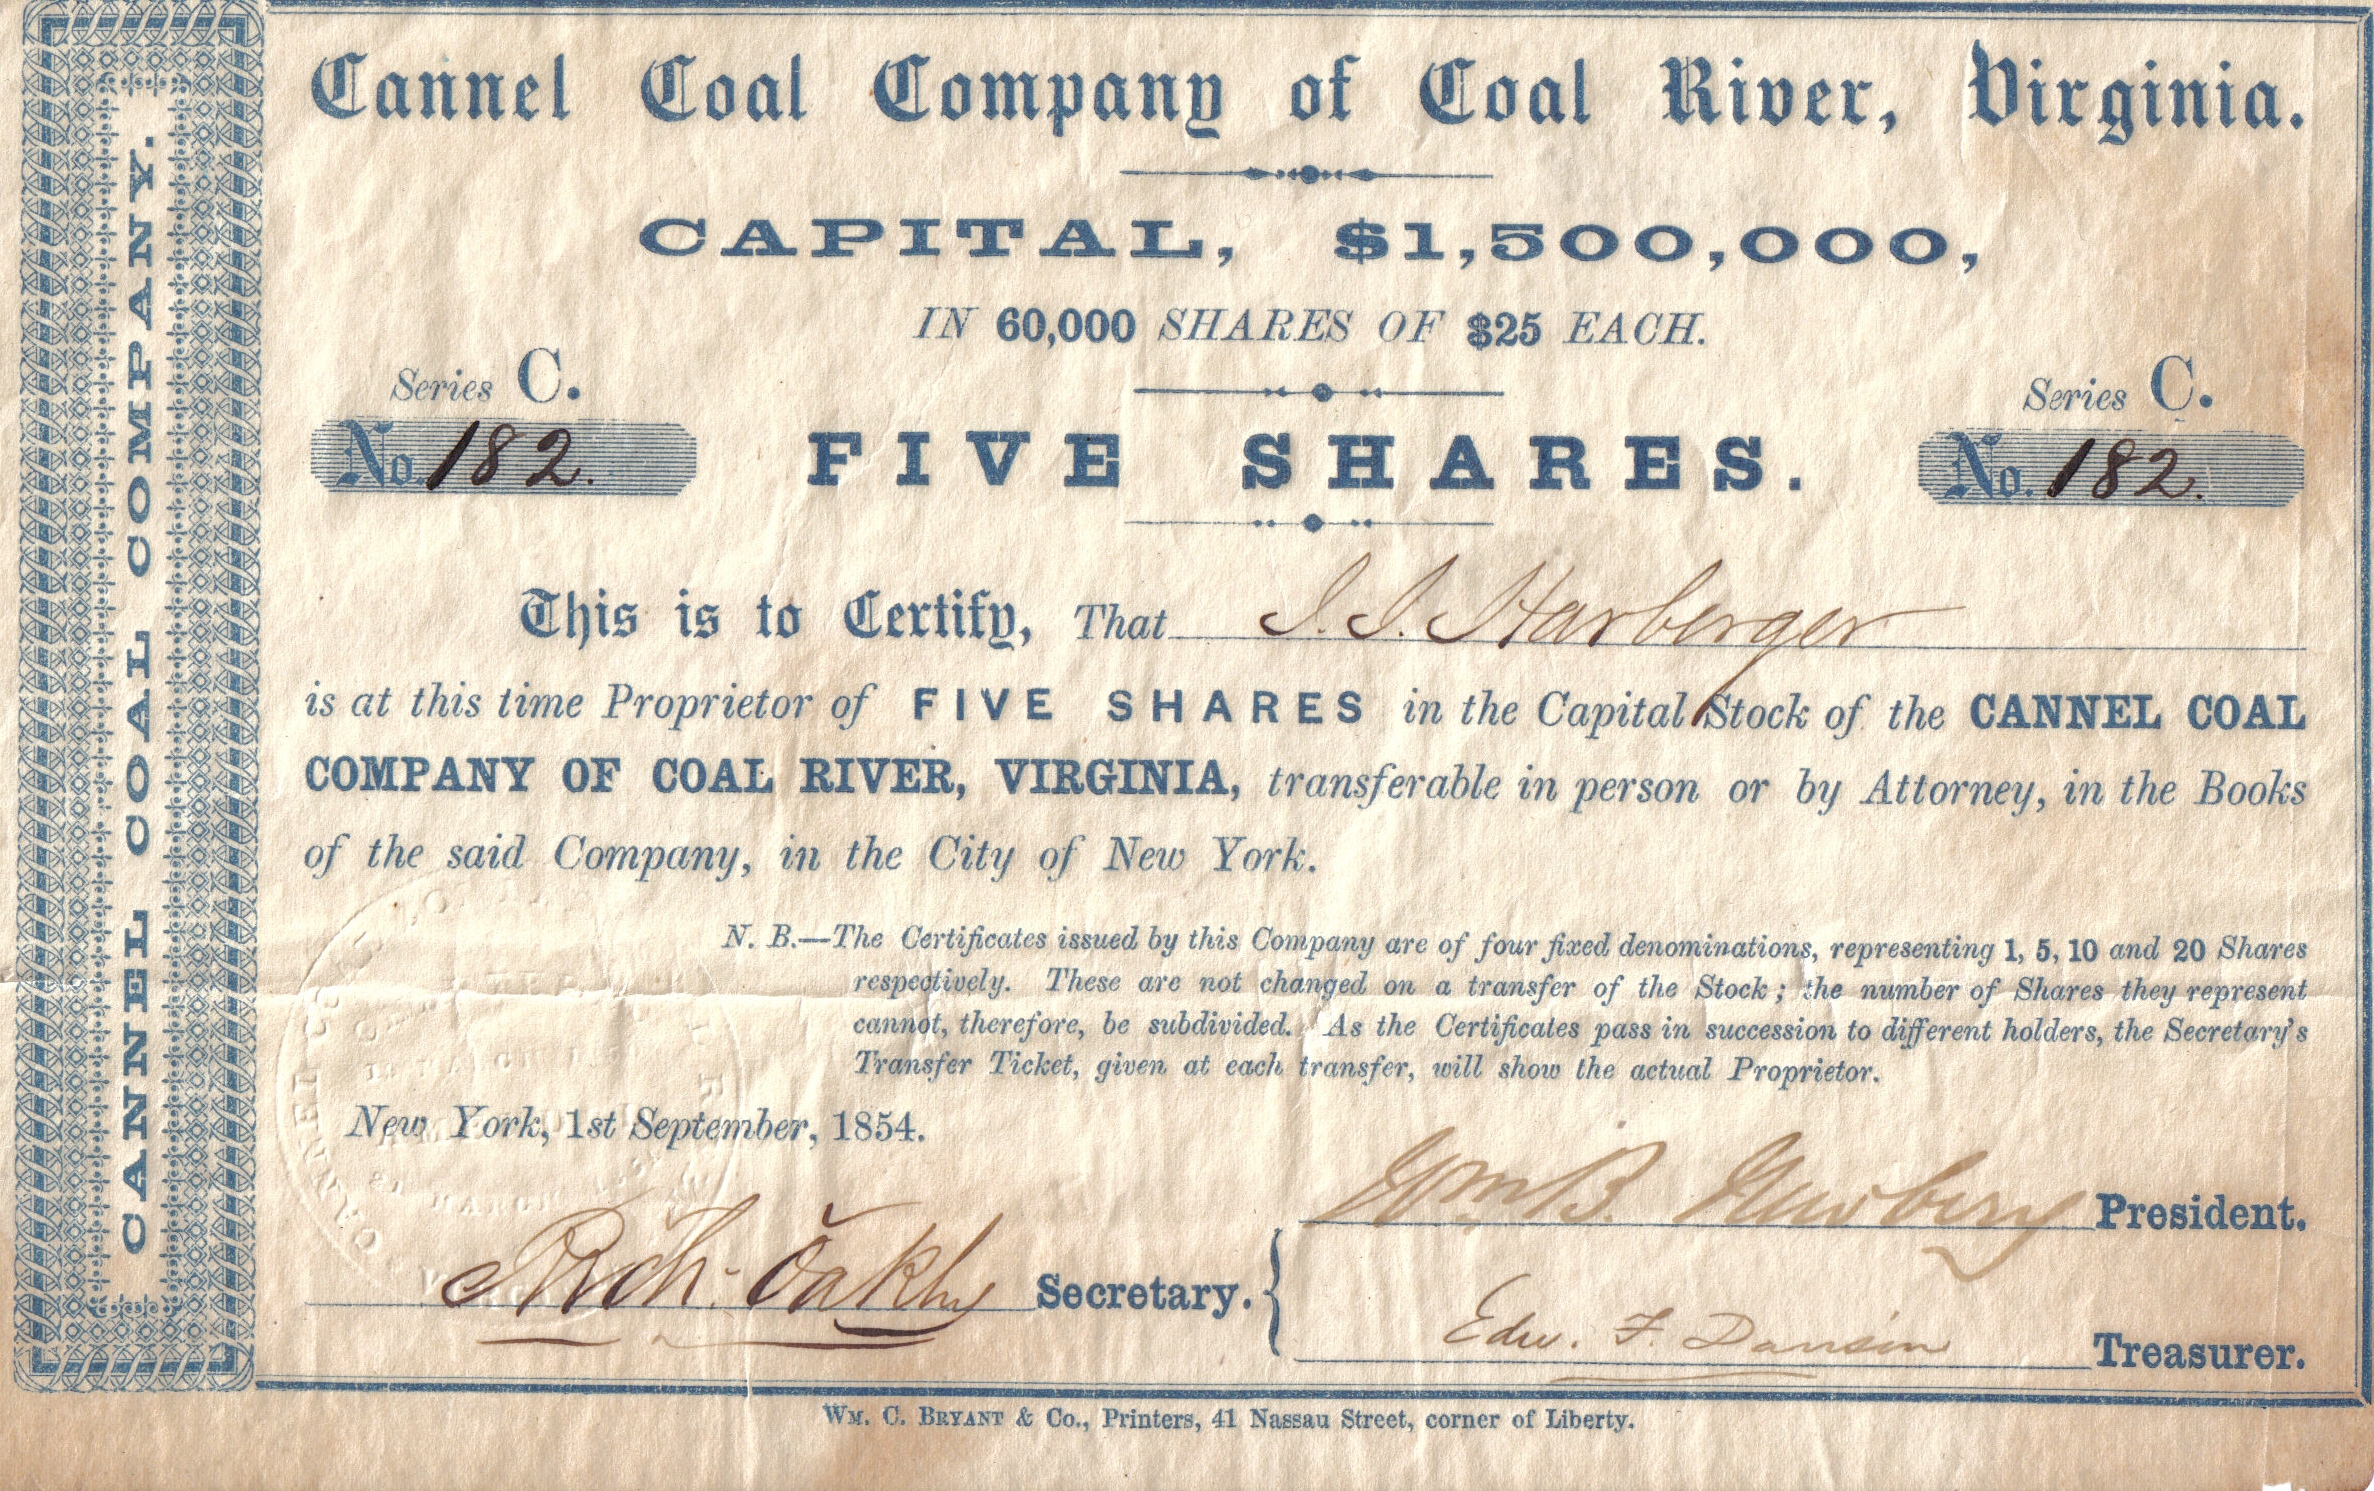 CANNEL COAL COMPANY.
Cannel Coal Company of Coal River, Virginia.
CAPITAL, $1,500,000,
IN 60,000 SHARES OF $25 EACH.
Series C.
Series C.
No. 182.
FIVE SHARES.
No. 182.
This is to Certify, That J. J. Harberger
is at this time Proprietor of FIVE SHARES in the Capital Stock of the CANNEL COAL
COMPANY OF COAL RIVER, VIRGINIA, transferable in person or by Attorney, in the Books
of the said Company, in the City of New York.
N. B.—The Certificates issued by this Company are of four fixed denominations, representing 1, 5, 10 and 20 Shares
respectively. These are not changed on a transfer of the Stock; the number of Shares they represent
cannot, therefore, be subdivided. As the Certificates pass in succession to different holders, the Secretary's
Transfer Ticket, given at each transfer, will show the actual Proprietor.
New York, 1st September, 1854.
Wm. B. President.
Arch. Oakley Secretary.
Edw. F. Treasurer.
Wm. C. Bryant & Co., Printers, 41 Nassau Street, corner of Liberty.